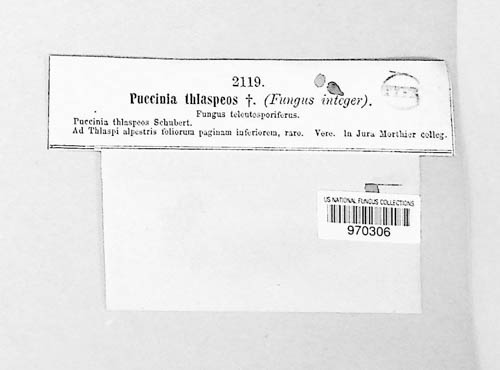 2119.
Puccinia thlaspeos †. (Fungus integer).
Fungus teleutosporiferus.
Puccinia thlaspeos Schubert.
Ad Thlaspi alpestris foliorum paginam inferiorem, raro. Vere. In Jura Morthier colleg.
US NATIONAL FUNGUS COLLECTIONS
970306